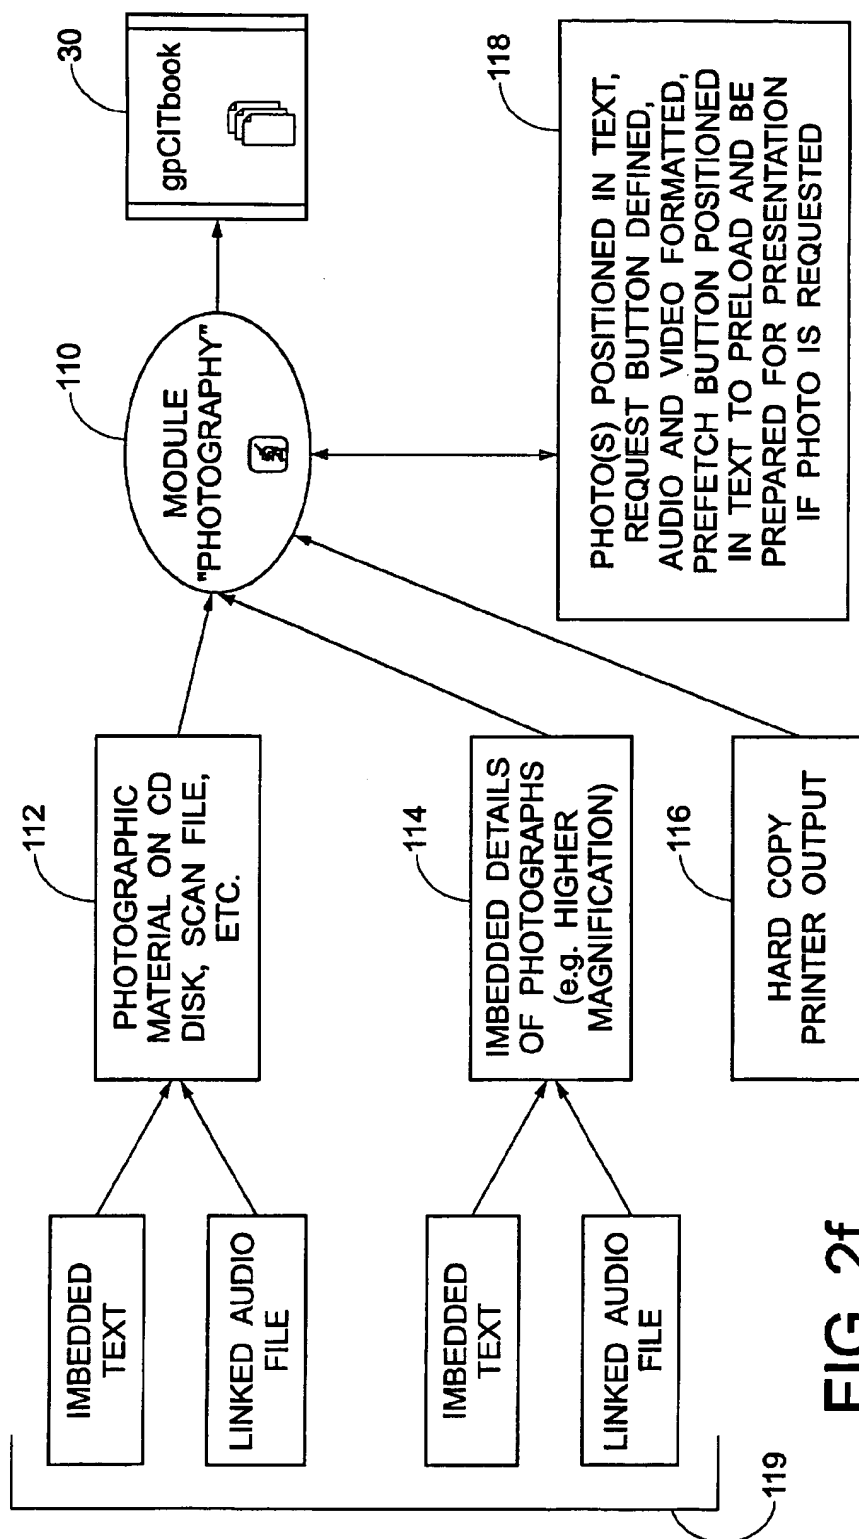 IMBEDDED
TEXT
LINKED AUDIO
FILE
IMBEDDED
TEXT
LINKED AUDIO
FILE
119
112
PHOTOGRAPHIC
MATERIAL ON CD
DISK, SCAN FILE,
ETC.
114
IMBEDDED DETAILS
OF PHOTOGRAPHS
(e.g. HIGHER
MAGNIFICATION)
116
HARD COPY
PRINTER OUTPUT
110
MODULE
"PHOTOGRAPHY"
30
gpCITbook
118
PHOTO(S) POSITIONED IN TEXT,
REQUEST BUTTON DEFINED,
AUDIO AND VIDEO FORMATTED,
PREFETCH BUTTON POSITIONED
IN TEXT TO PRELOAD AND BE
PREPARED FOR PRESENTATION
IF PHOTO IS REQUESTED
FIG. 2f